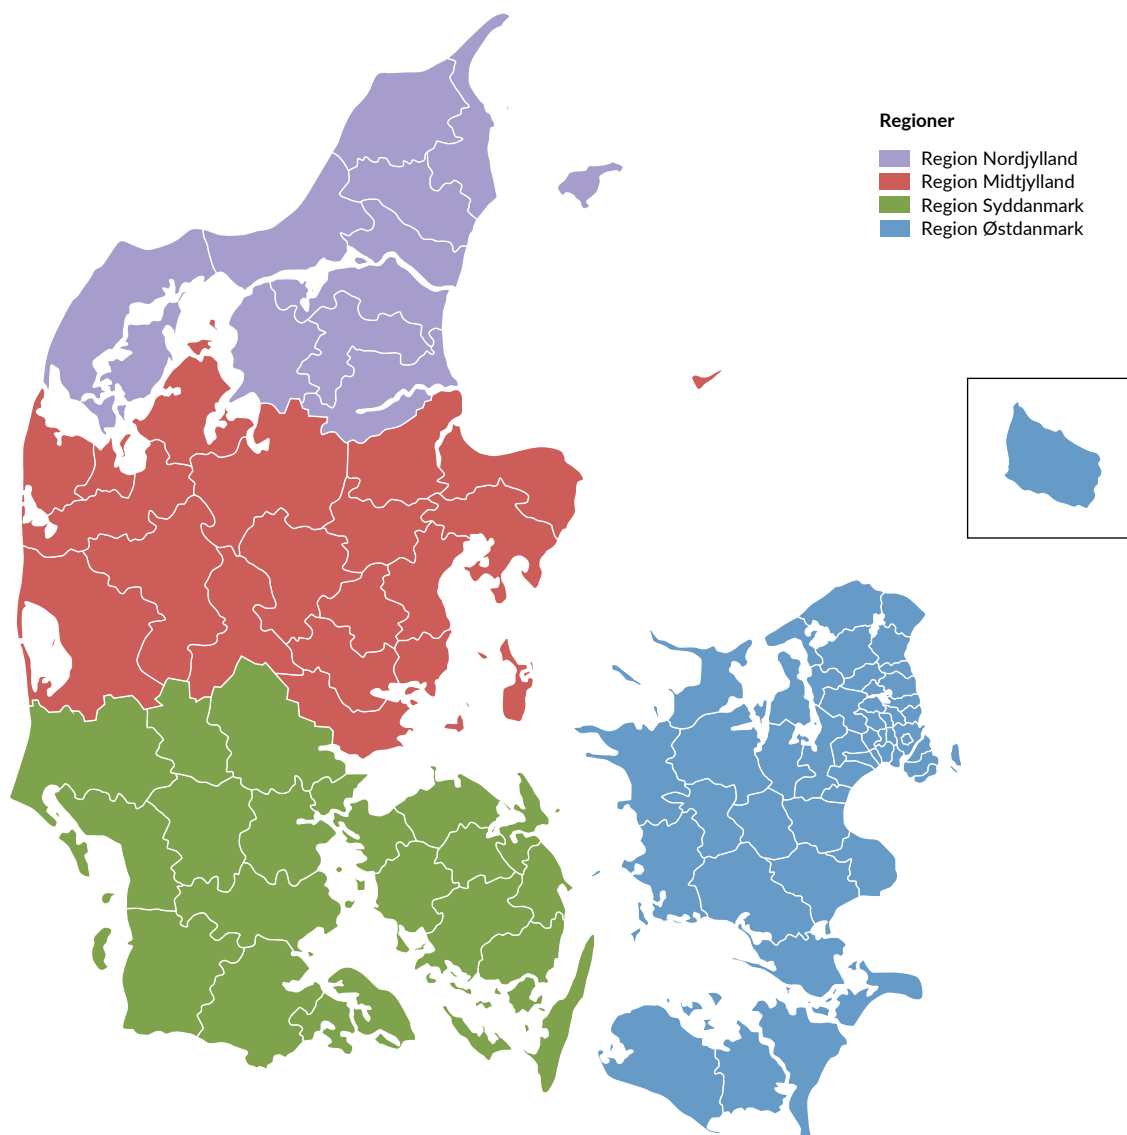 Regioner
Region Nordjylland
Region Midtjylland
Region Syddanmark
Region Østdanmark